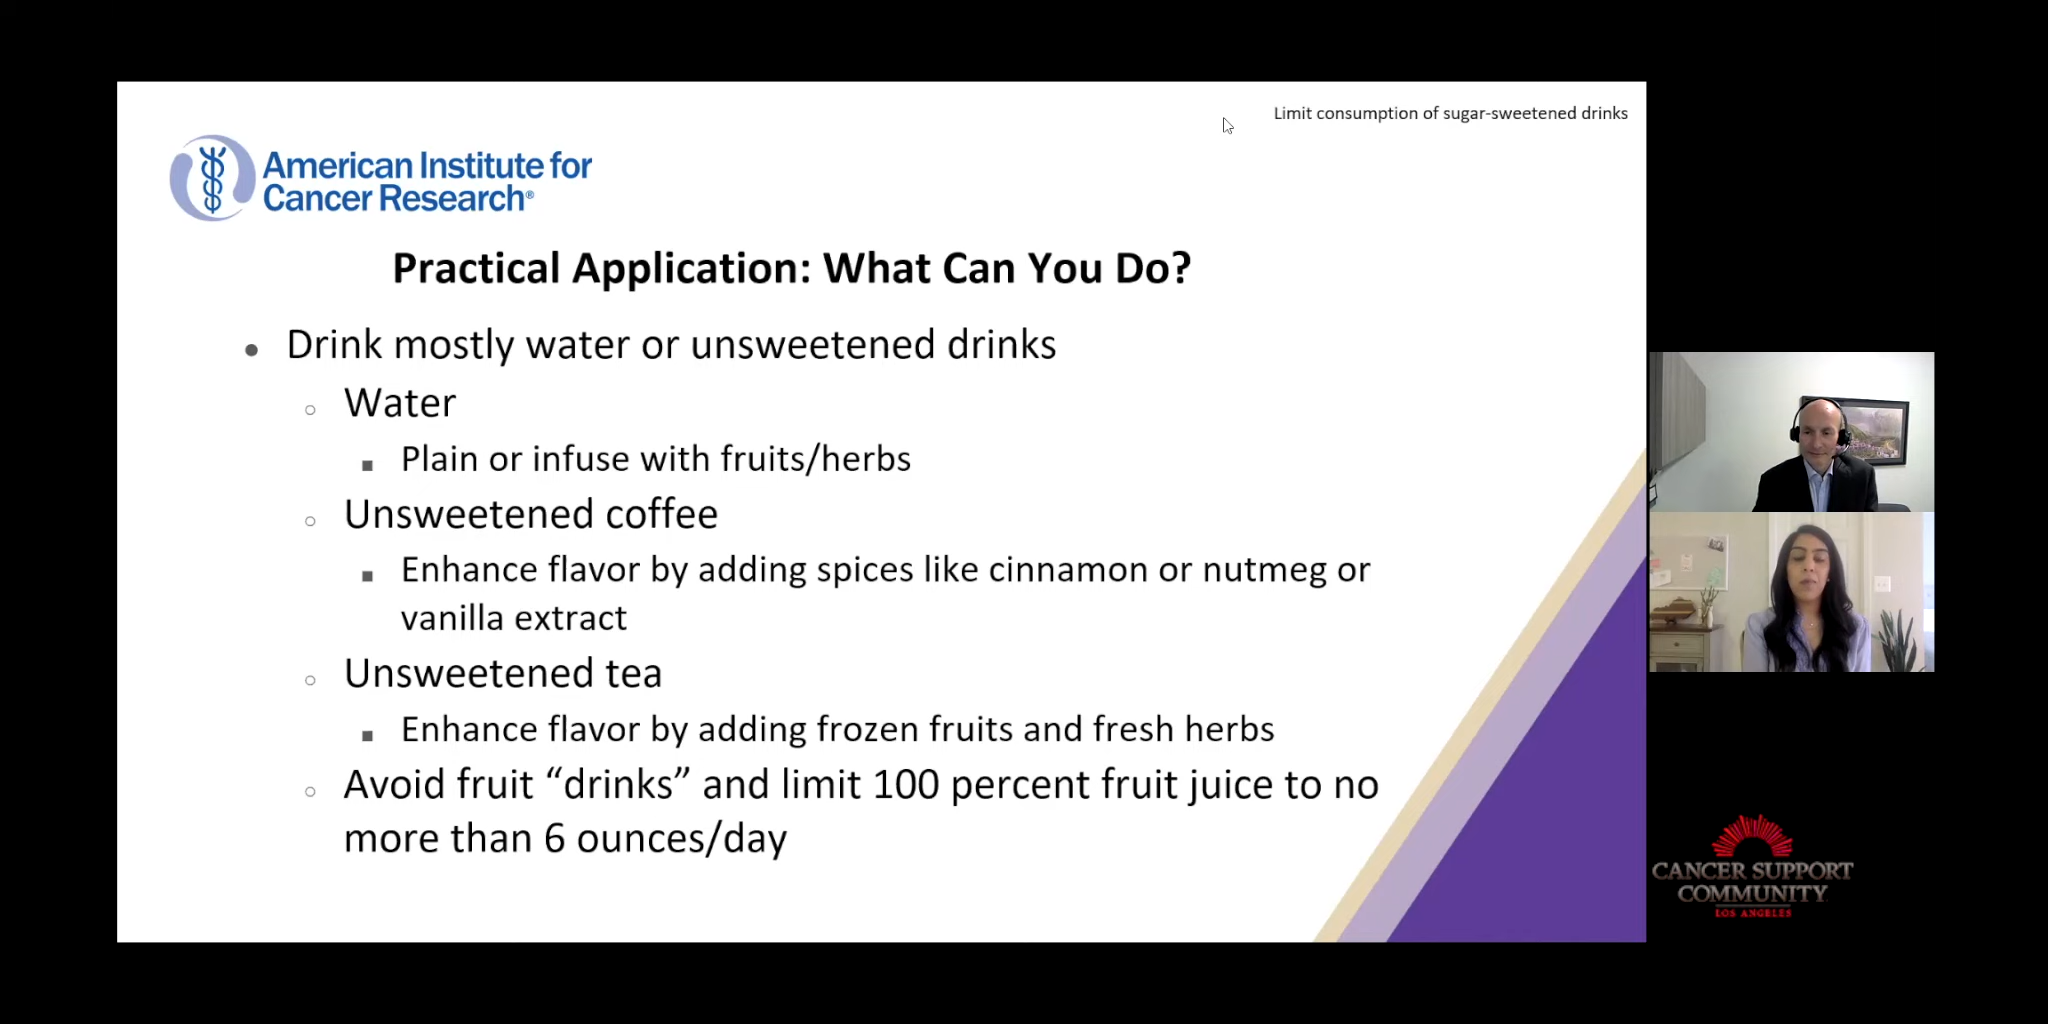 Limit consumption of sugar-sweetened drinks
American Institute for
Cancer Research®
Practical Application: What Can You Do?
Drink mostly water or unsweetened drinks
Water
Plain or infuse with fruits/herbs
Unsweetened coffee
Enhance flavor by adding spices like cinnamon or nutmeg or
vanilla extract
Unsweetened tea
Enhance flavor by adding frozen fruits and fresh herbs
Avoid fruit “drinks” and limit 100 percent fruit juice to no
more than 6 ounces/day
CANCER SUPPORT
COMMUNITY
LOS ANGELES